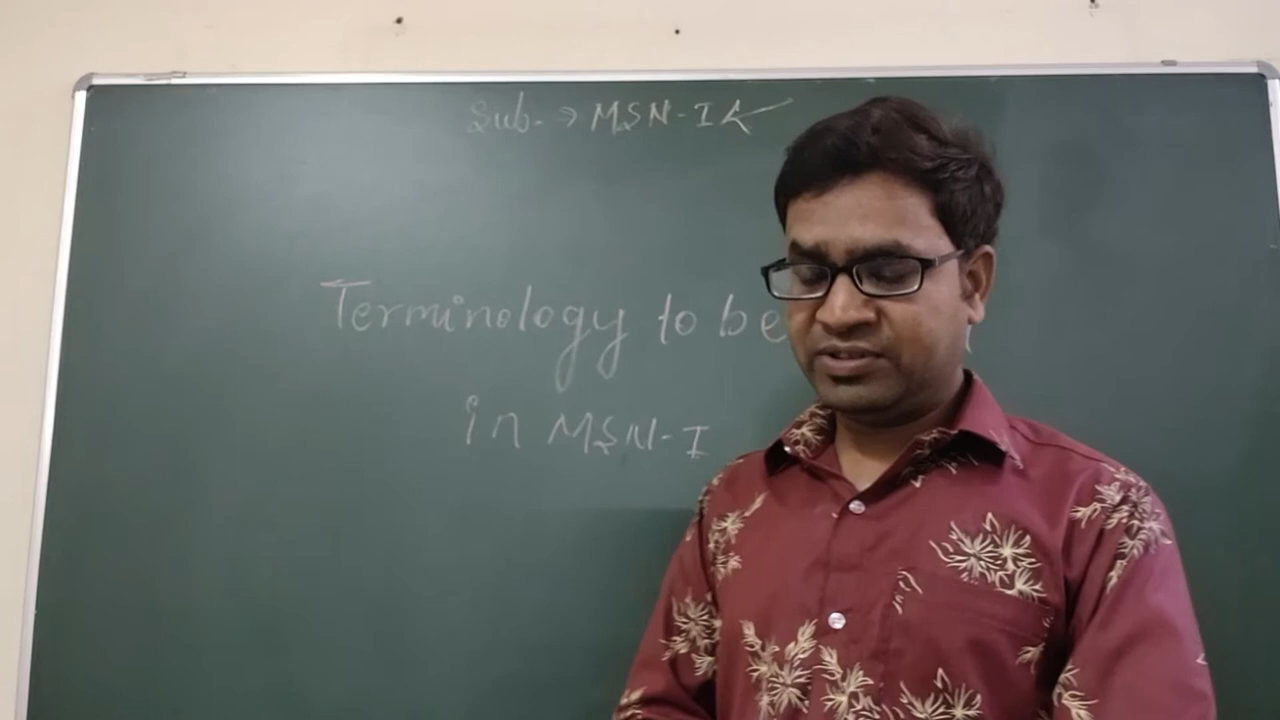 Sub. → MSN-I
Terminology to be
in MSN-I